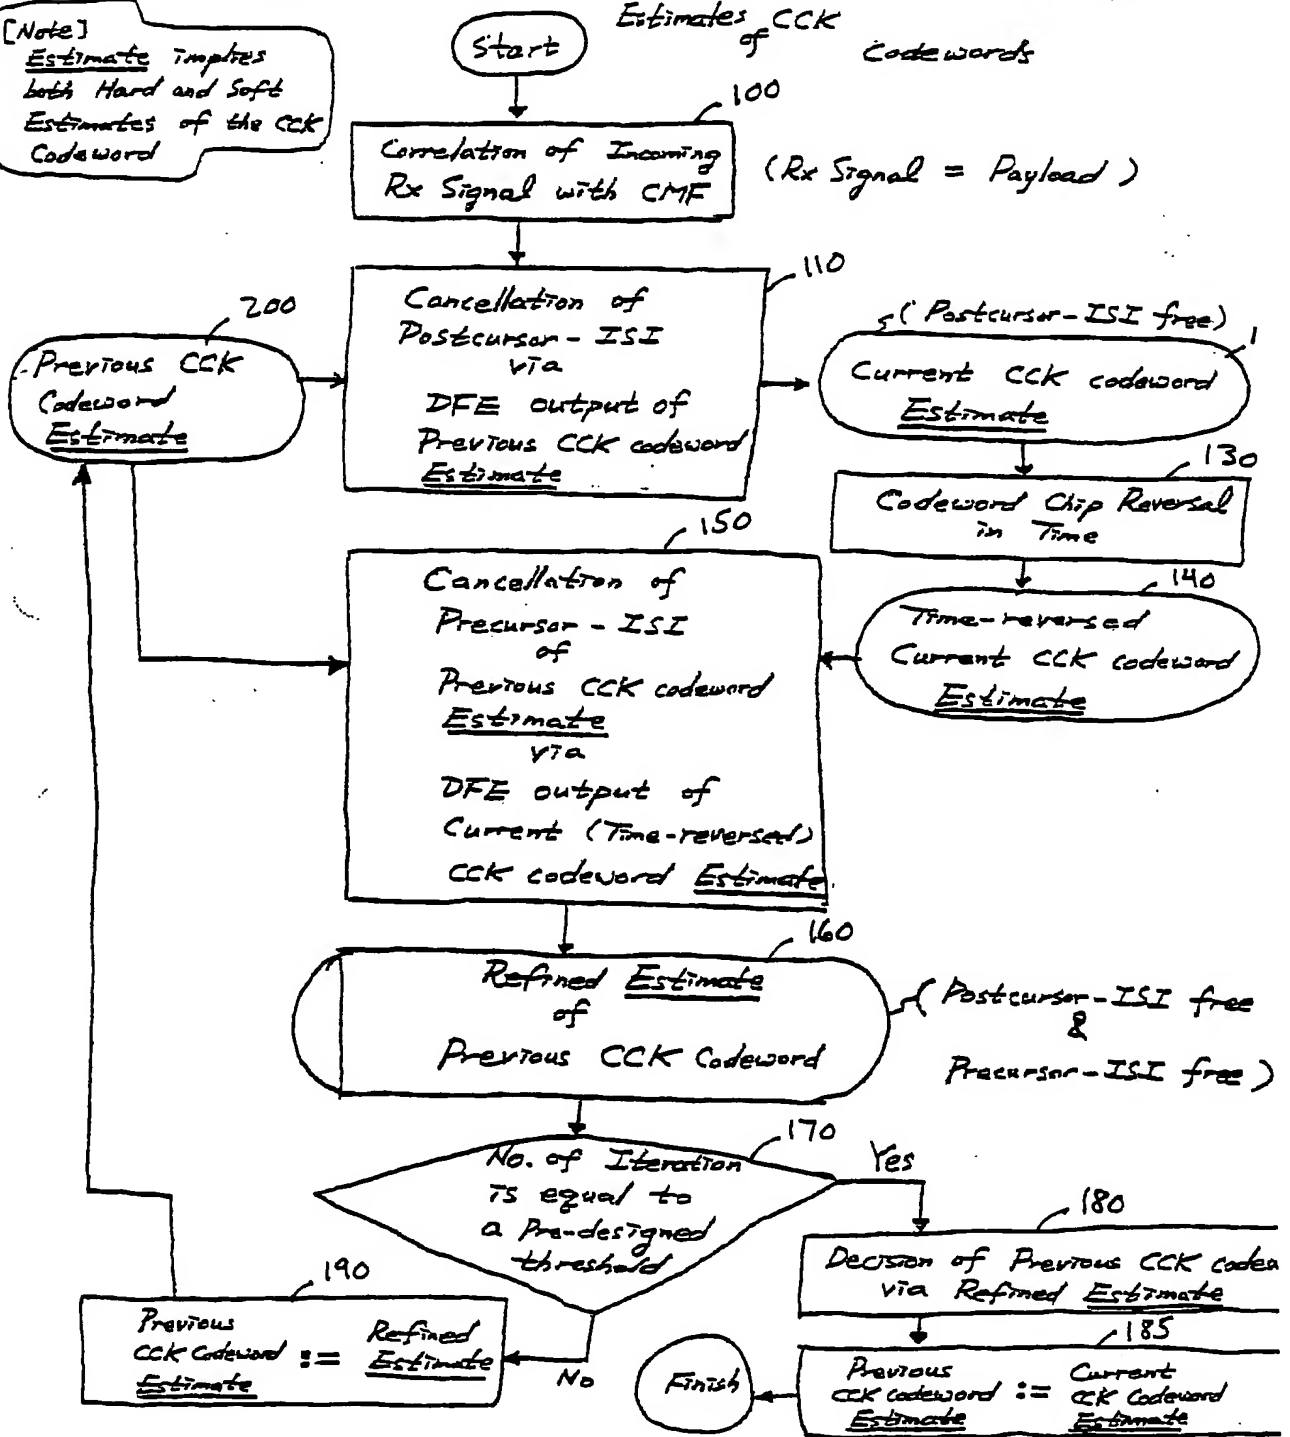 [Note]
Estimate implies
both Hard and Soft
Estimates of the CCK
Codeword
Estimates of CCK
Codewords
Start
100
Correlation of Incoming
Rx Signal with CMF
(Rx Signal = Payload)
110
Cancellation of
Postcursor-ISI
via
DFE output of
Previous CCK codeword
Estimate
200
Previous CCK
Codeword
Estimate
(Postcursor-ISI free)
1
Current CCK codeword
Estimate
130
Codeword Chip Reversal
in Time
140
Time-reversed
Current CCK codeword
Estimate
150
Cancellation of
Precursor-ISI
of
Previous CCK codeword
Estimate
via
DFE output of
Current (Time-reversed)
CCK codeword Estimate
160
Refined Estimate
of
Previous CCK Codeword
(Postcursor-ISI free
&
Precursor-ISI free)
170
No. of Iteration
is equal to
a Pre-designed
threshold
Yes
No
180
Decision of Previous CCK codew
via Refined Estimate
185
Previous
CCK codeword := Current
CCK Codeword
Estimate
Estimate
Finish
190
Previous
CCK Codeword := Refined
Estimate
Estimate